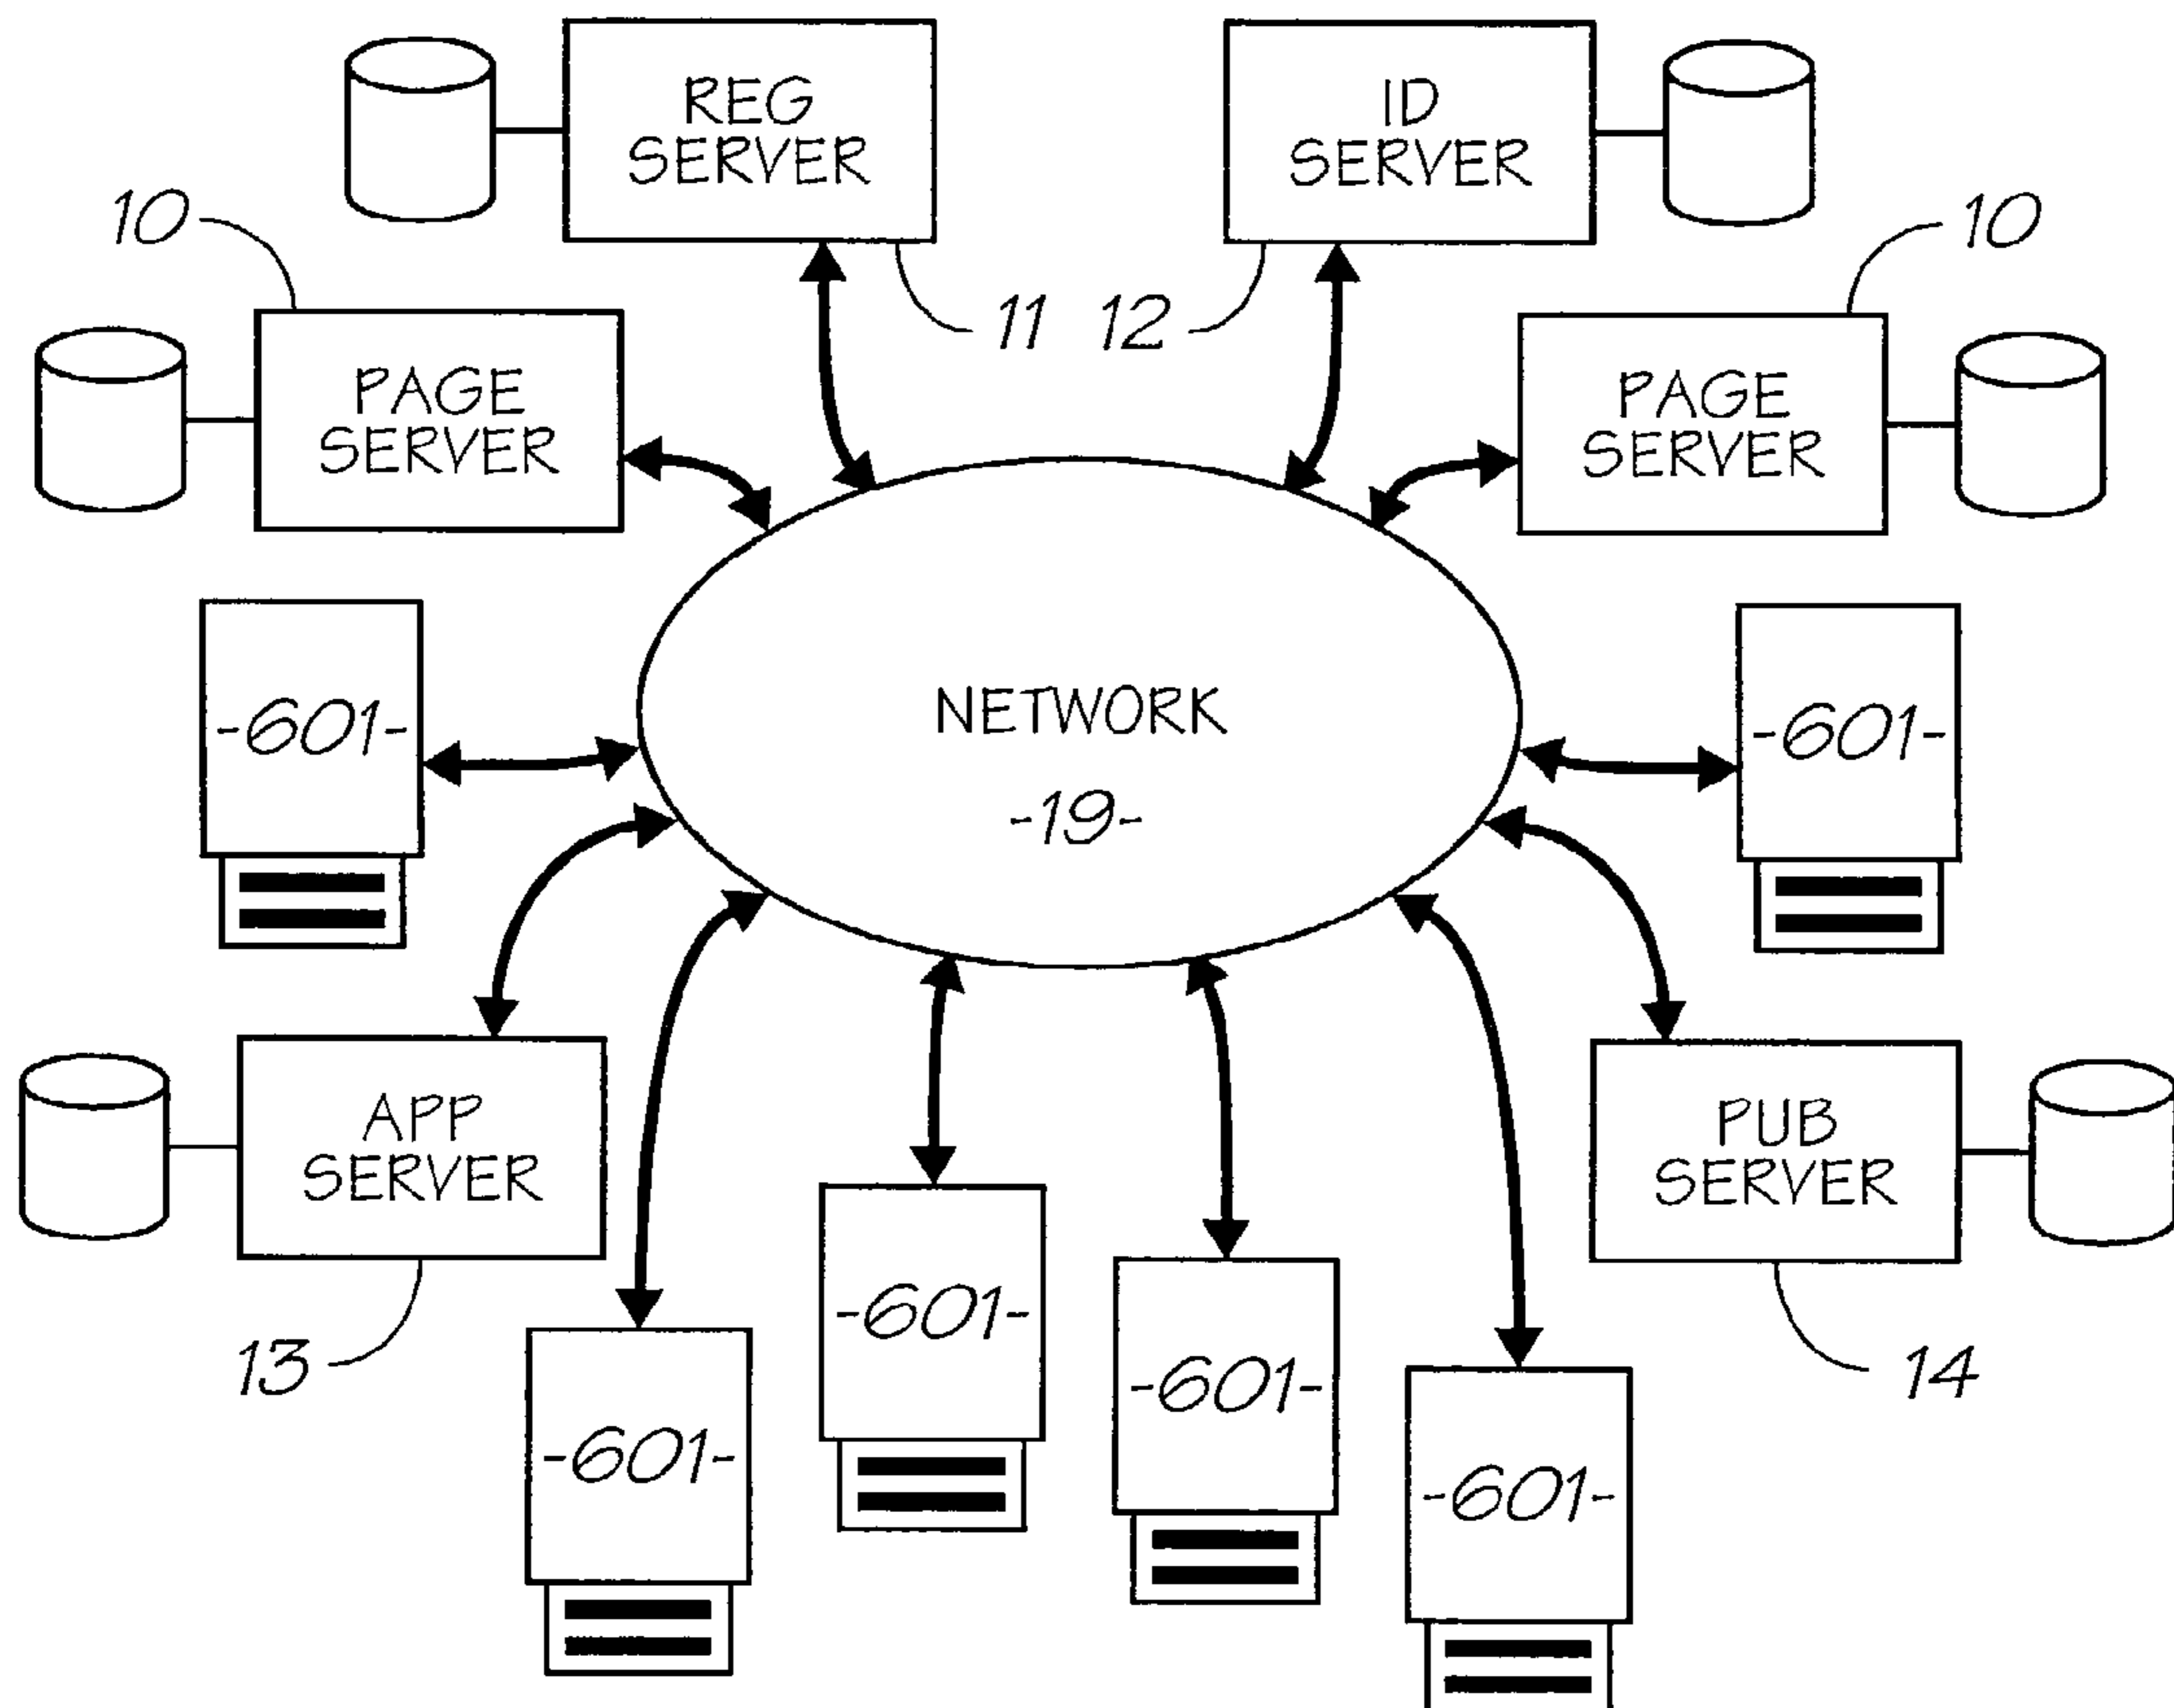 REG
SERVER
ID
SERVER
10
10
11
12
PAGE
SERVER
PAGE
SERVER
-601-
NETWORK
-19-
-601-
APP
SERVER
PUB
SERVER
13
-601-
-601-
-601-
-601-
14